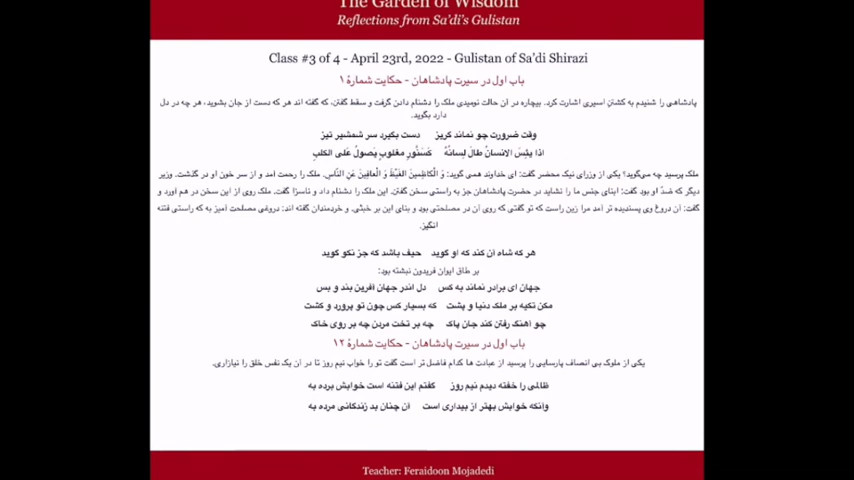 The Garden of Wisdom
Reflections from Sa'di's Gulistan
Class #3 of 4 - April 23rd, 2022 - Gulistan of Sa'di Shirazi
باب اول در سیرت پادشاهان - حکایت شمارهٔ ۱
پادشاهی را شنیدم به کشتن اسیری اشارت کرد. بیچاره در آن حالت نومیدی ملک را دشنام دادن گرفت و سقط گفتن، که گفته اند هر که دست از جان بشوید، هر چه در دل
دارد بگوید.
وقت ضرورت چو نماند گریز دست بگیرد سر شمشیر تیز
اذا یئِسَ الانسانُ طالَ لِسانُهُ کَسَنُّورِ مغلوبِ یَصولُ عَلی الکلبِ
ملک پرسید چه می‌گوید؟ یکی از وزرای نیک محضر گفت: ای خداوند همی گوید: وَ الْکاظِمینَ الغَیْظَ وَ الْعافِینَ عَنِ النّاسِ. ملک را رحمت آمد و از سر خون او در گذشت. وزیر
دیگر که ضدّ او بود گفت: ابنای جنس ما را نشاید در حضرت پادشاهان جز به راستی سخن گفتن. این ملک را دشنام داد و ناسزا گفت. ملک روی از این سخن در هم آورد و
گفت: آن دروغ وی پسندیده تر آمد مرا زین راست که تو گفتی که روی آن در مصلحتی بود و بنای این بر خبثی. و خردمندان گفته اند: دروغی مصلحت آمیز به که راستی فتنه
انگیز.
هر که شاه آن کند که او گوید حیف باشد که جز نکو گوید
بر طاق ایوان فریدون نبشته بود:
جهان ای برادر نماند به کس دل اندر جهان آفرین بند و بس
مکن تکیه بر ملک دنیا و پشت که بسیار کس چون تو پرورد و کشت
چو آهنگ رفتن کند جان پاک چه بر تخت مردن چه بر روی خاک
باب اول در سیرت پادشاهان - حکایت شمارهٔ ۱۲
یکی از ملوک بی انصاف پارسایی را پرسید از عبادت ها کدام فاضل تر است گفت تو را خواب نیم روز تا در آن یک نفس خلق را نیازاری.
ظالمی را خفته دیدم نیم روز گفتم این فتنه است خوابش برده به
وآنکه خوابش بهتر از بیداری است آن چنان بد زندگانی مرده به
Teacher: Feraidoon Mojadedi